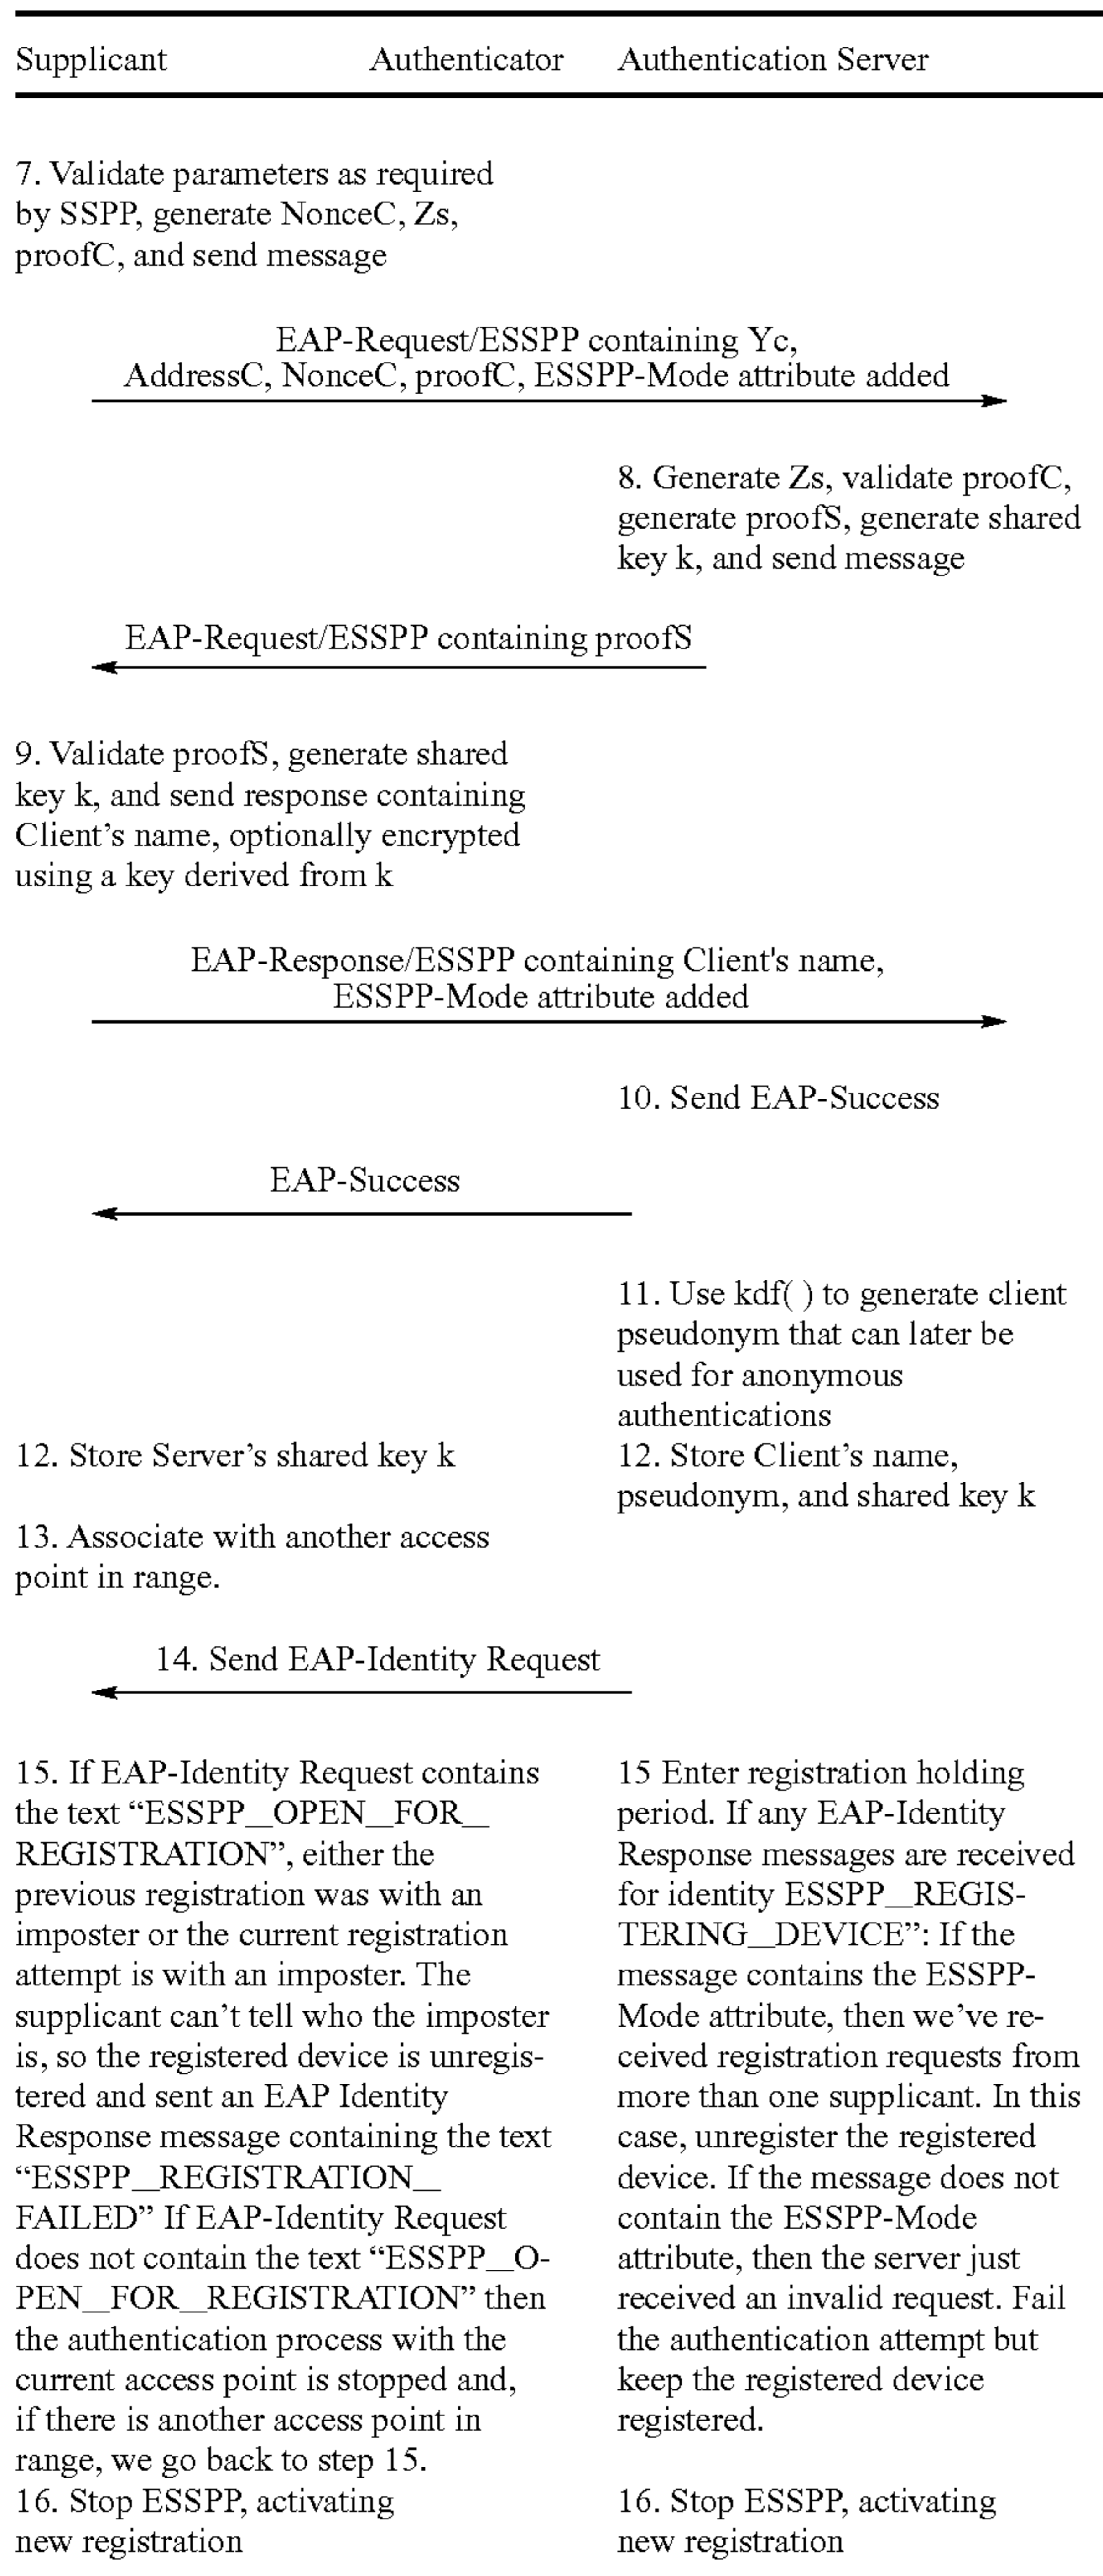 Supplicant Authenticator Authentication Server
7. Validate parameters as required
by SSPP, generate NonceC, Zs,
proofC, and send message
EAP-Request/ESSPP containing Yc,
AddressC, NonceC, proofC, ESSPP-Mode attribute added
8. Generate Zs, validate proofC,
generate proofS, generate shared
key k, and send message
EAP-Request/ESSPP containing proofS
9. Validate proofS, generate shared
key k, and send response containing
Client’s name, optionally encrypted
using a key derived from k
EAP-Response/ESSPP containing Client's name,
ESSPP-Mode attribute added
10. Send EAP-Success
EAP-Success
11. Use kdf( ) to generate client
pseudonym that can later be
used for anonymous
authentications
12. Store Server’s shared key k
12. Store Client’s name,
pseudonym, and shared key k
13. Associate with another access
point in range.
14. Send EAP-Identity Request
15. If EAP-Identity Request contains
the text “ESSPP__OPEN__FOR__
REGISTRATION”, either the
previous registration was with an
imposter or the current registration
attempt is with an imposter. The
supplicant can’t tell who the imposter
is, so the registered device is unregis-
tered and sent an EAP Identity
Response message containing the text
“ESSPP__REGISTRATION__
FAILED” If EAP-Identity Request
does not contain the text “ESSPP__O-
PEN__FOR__REGISTRATION” then
the authentication process with the
current access point is stopped and,
if there is another access point in
range, we go back to step 15.
16. Stop ESSPP, activating
new registration
15 Enter registration holding
period. If any EAP-Identity
Response messages are received
for identity ESSPP__REGIS-
TERING__DEVICE”: If the
message contains the ESSPP-
Mode attribute, then we’ve re-
ceived registration requests from
more than one supplicant. In this
case, unregister the registered
device. If the message does not
contain the ESSPP-Mode
attribute, then the server just
received an invalid request. Fail
the authentication attempt but
keep the registered device
registered.
16. Stop ESSPP, activating
new registration